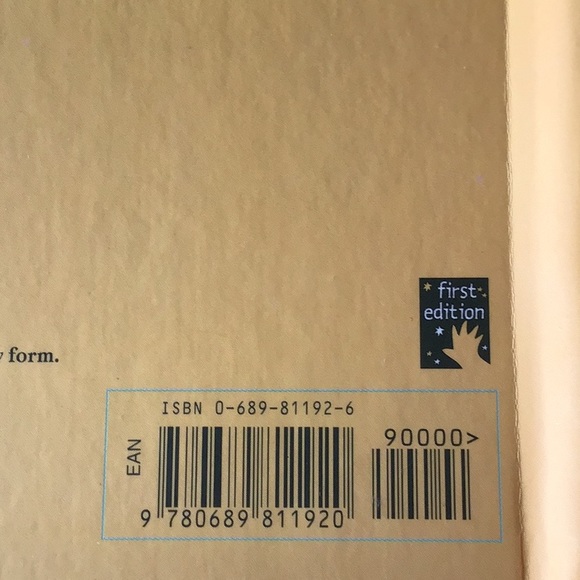 first
edition
form.
ISBN 0-689-81192-6
90000>
EAN
9 780689 811920